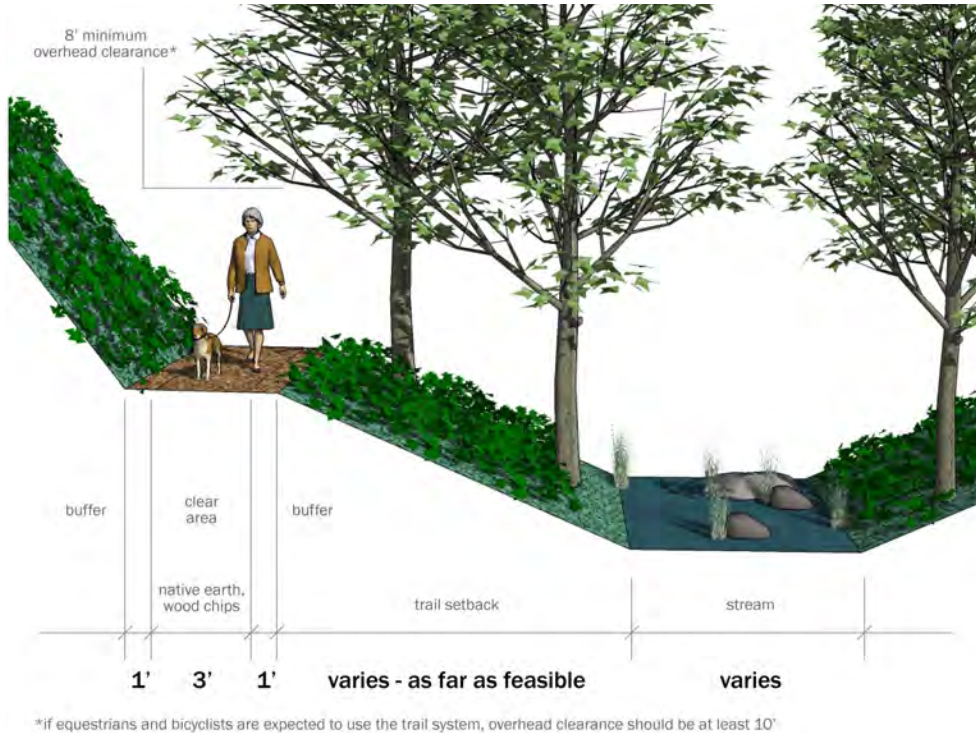 8' minimum
overhead clearance*
buffer
clear
area
buffer
native earth,
wood chips
trail setback
stream
1'
3'
1'
varies - as far as feasible
varies
*if equestrians and bicyclists are expected to use the trail system, overhead clearance should be at least 10'